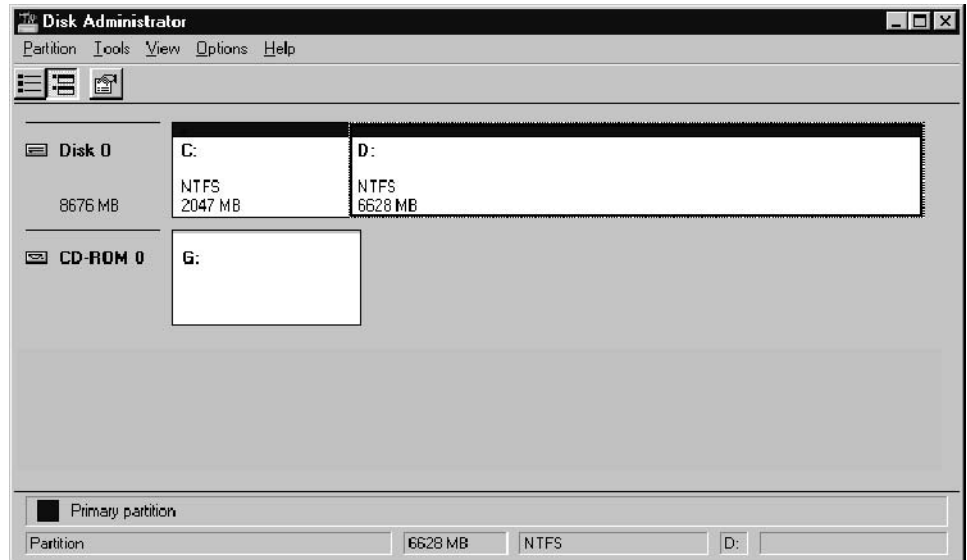 Disk Administrator
Partition Tools View Options Help
Disk 0
8676 MB
C:
NTFS
2047 MB
D:
NTFS
6628 MB
CD-ROM 0
G:
Primary partition
Partition 6628 MB NTFS D: